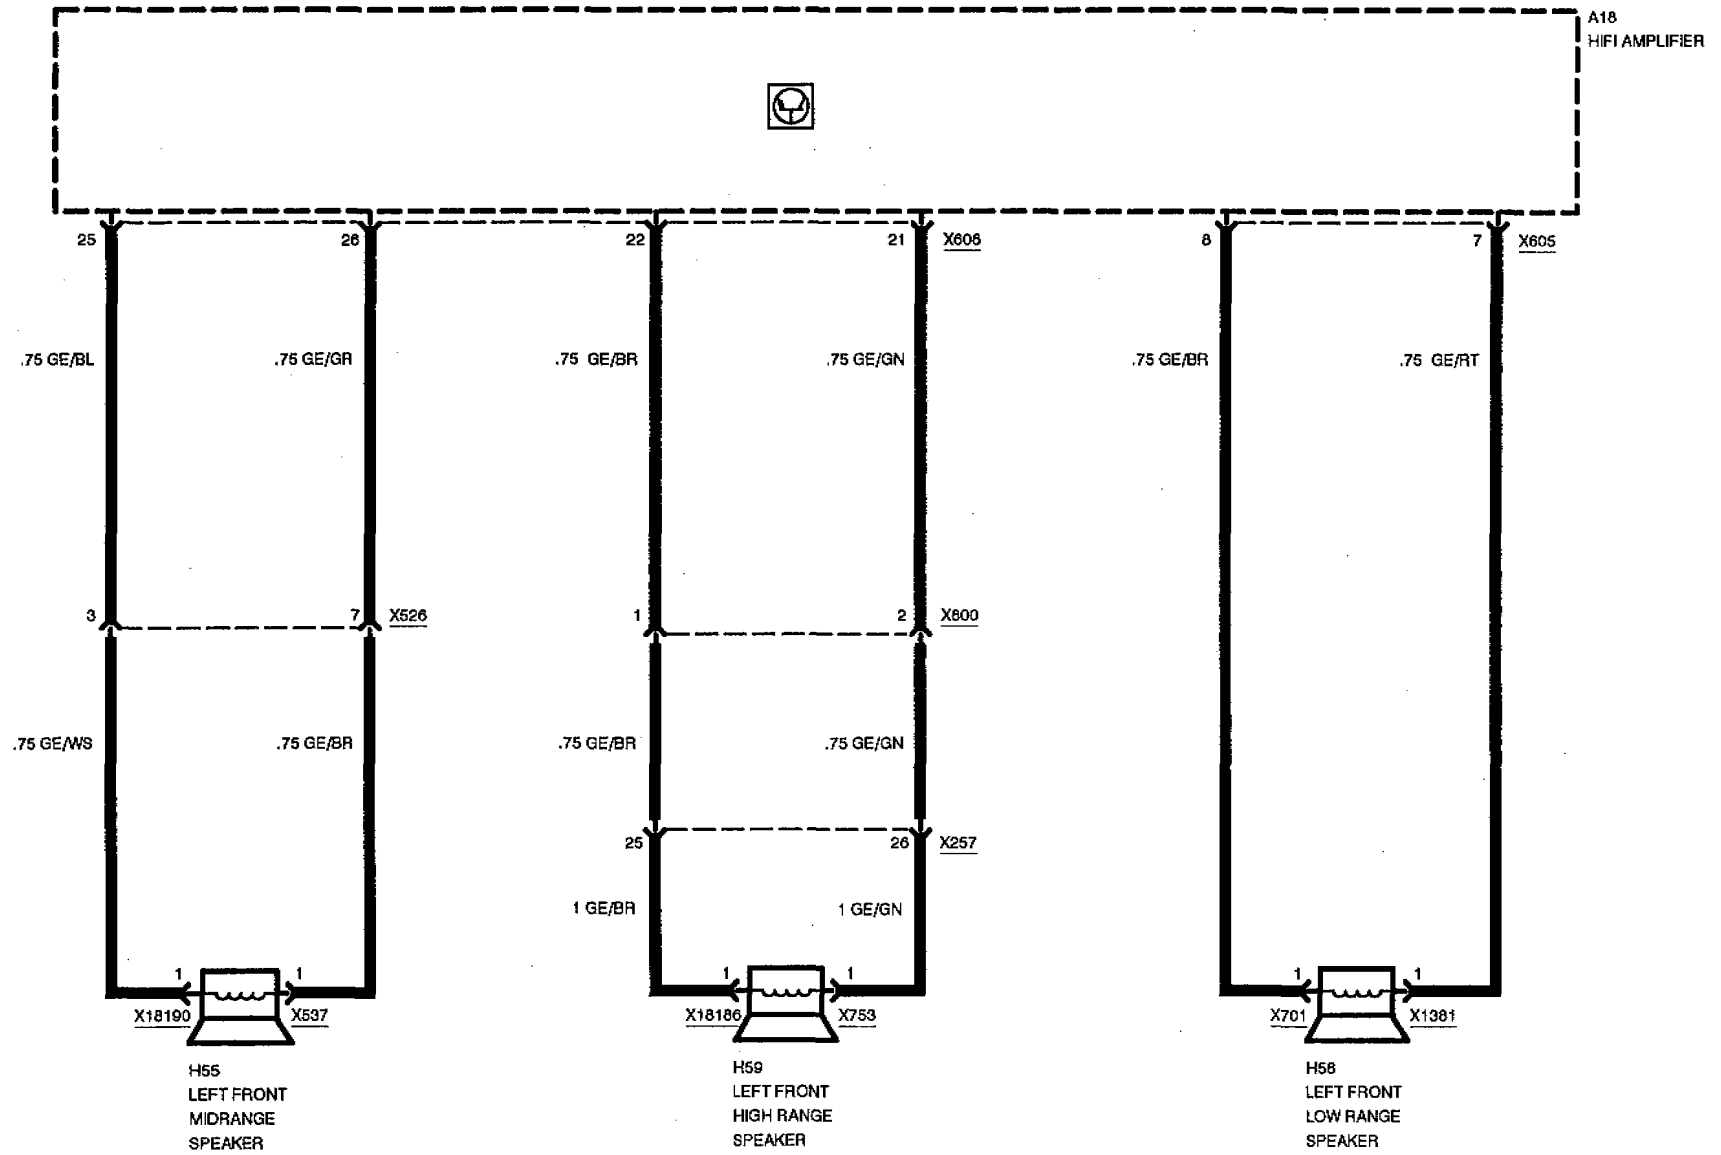 A18
HIFI AMPLIFIER
25
26
22
21
X606
8
7
X605
.75 GE/BL
.75 GE/GR
.75 GE/BR
.75 GE/GN
.75 GE/BR
.75 GE/RT
3
7
X526
1
2
X800
.75 GE/WS
.75 GE/BR
.75 GE/BR
.75 GE/GN
25
26
X257
1 GE/BR
1 GE/GN
1
1
1
1
1
1
X18190
X537
X18186
X753
X701
X1381
H55
LEFT FRONT
MIDRANGE
SPEAKER
H59
LEFT FRONT
HIGH RANGE
SPEAKER
LEFT FRONT
LOW RANGE
SPEAKER